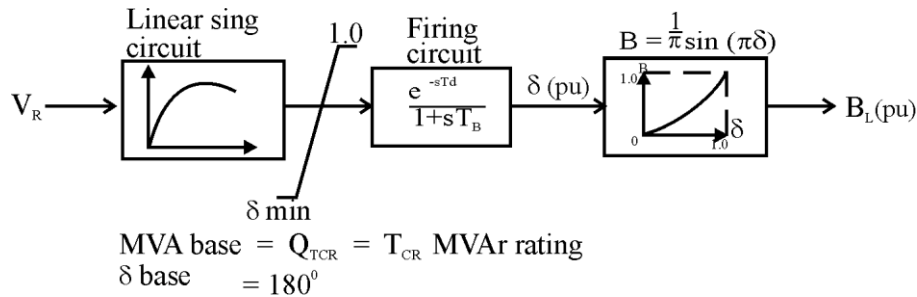 Linear sing
circuit
1.0
Firing
circuit
B = 1/π sin (πδ)
V_R
e^-sTd
1+sT_B
δ (pu)
B
1.0
0
1.0
δ
B_L(pu)
δ min
MVA base = Q_TCR = T_CR MVAr rating
δ base = 180⁰